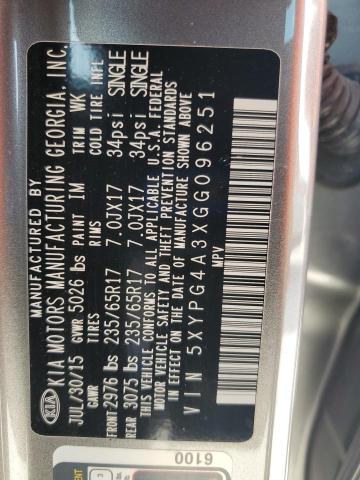 MANUFACTURED BY
KIA KIA MOTORS MANUFACTURING GEORGIA, INC.
JUL/30/15 GVWR 5026 lbs PAINT IM TRIM WK
GAWR TIRES RIMS COLD TIRE INFL
FRONT 2976 lbs 235/65R17 7.0JX17 34psi SINGLE
REAR 3075 lbs 235/65R17 7.0JX17 34psi SINGLE
THIS VEHICLE CONFORMS TO ALL APPLICABLE U.S.A. FEDERAL
MOTOR VEHICLE SAFETY AND THEFT PREVENTION STANDARDS
IN EFFECT ON THE DATE OF MANUFACTURE SHOWN ABOVE
VIN 5XYPG4A3XGG096251
MPV
6100